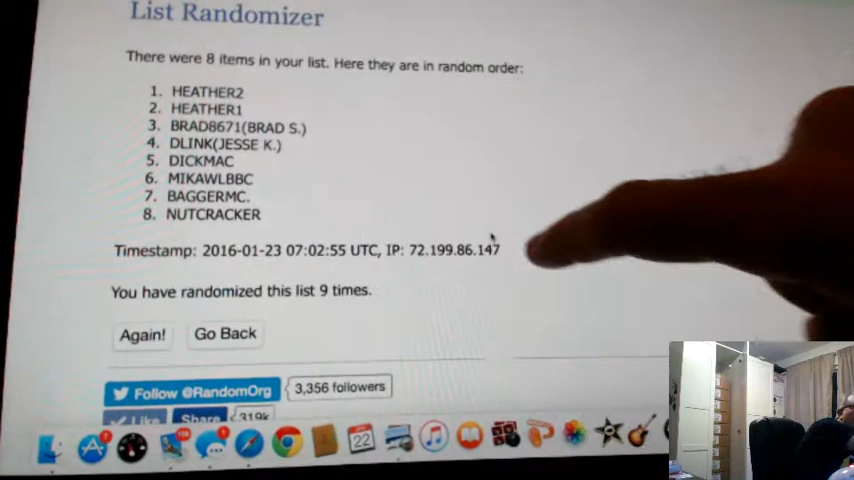 List Randomizer
There were 8 items in your list. Here they are in random order:
1. HEATHER2
2. HEATHER1
3. BRAD8671(BRAD S.)
4. DLINK(JESSE K.)
5. DICKMAC
6. MIKAWLBBC
7. BAGGERMC.
8. NUTCRACKER
Timestamp: 2016-01-23 07:02:55 UTC, IP: 72.199.86.147
You have randomized this list 9 times.
Again! Go Back
Follow @RandomOrg 3,356 followers
Like Share 319k
22